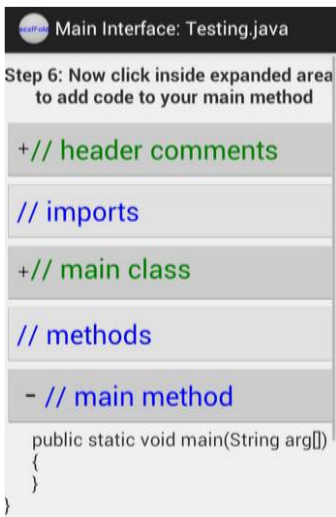 scaffold
Main Interface: Testing.java
Step 6: Now click inside expanded area
to add code to your main method
+// header comments
// imports
+// main class
// methods
- // main method
public static void main(String arg[])
{
}
}